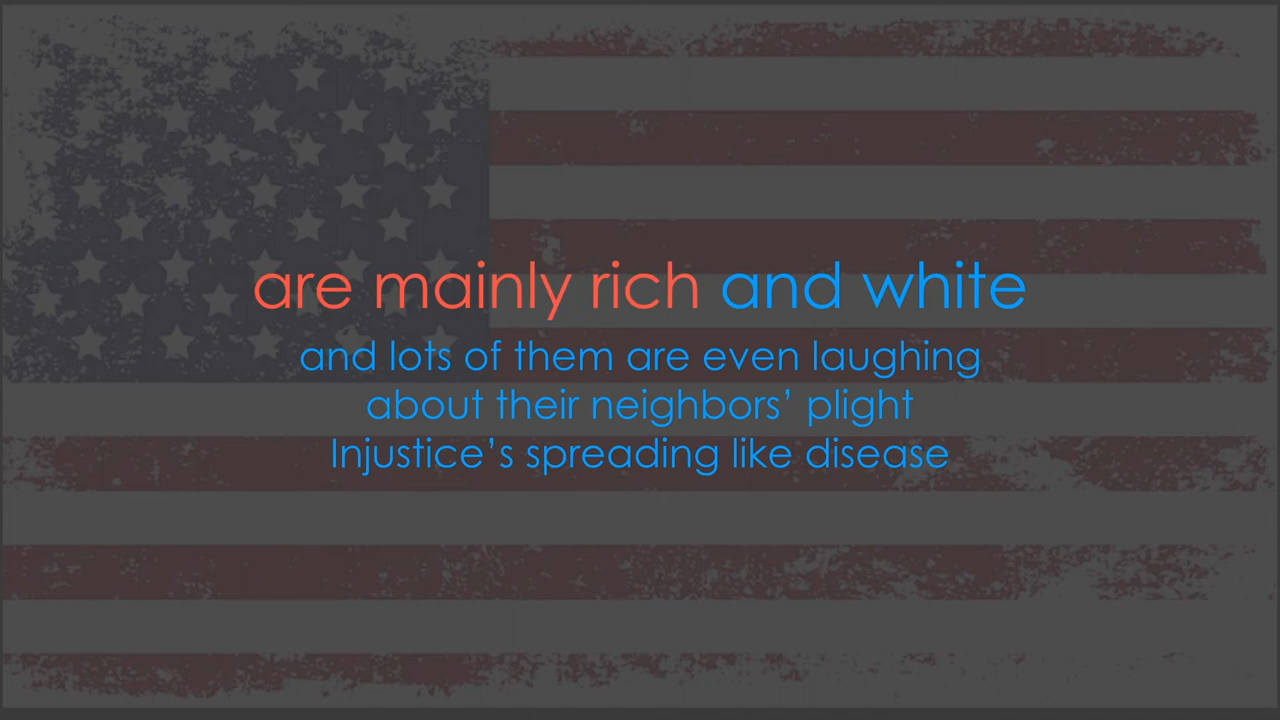 are mainly rich and white
and lots of them are even laughing
about their neighbors’ plight
Injustice’s spreading like disease